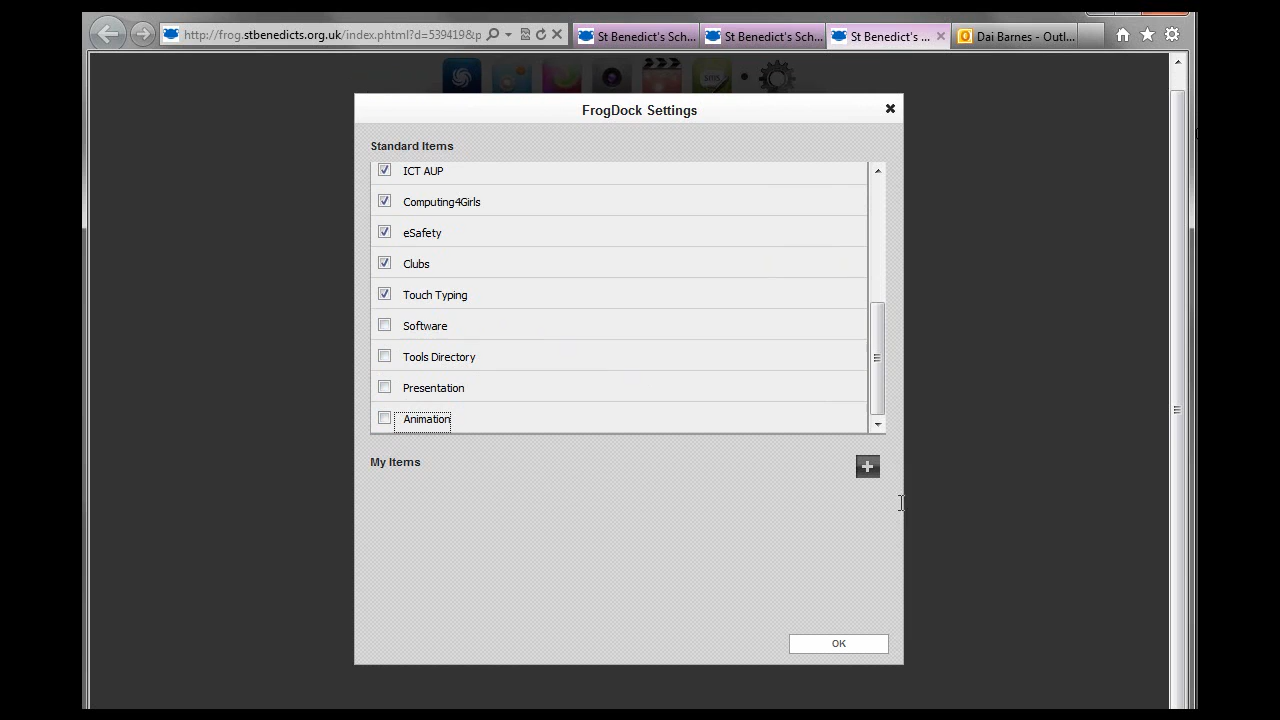 http://frog.stbenedicts.org.uk/index.phtml?d=539419&p
St Benedict's Sch...
St Benedict's Sch...
St Benedict's ...
Dai Barnes - Outl...
sms
FrogDock Settings
Standard Items
ICT AUP
Computing4Girls
eSafety
Clubs
Touch Typing
Software
Tools Directory
Presentation
Animation
My Items
OK